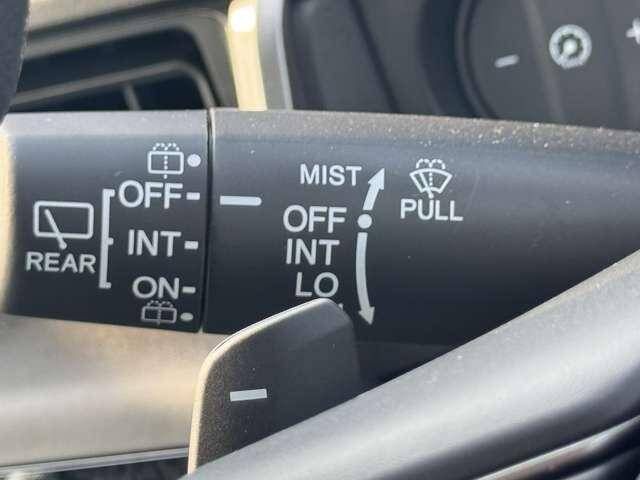 REAR
OFF
INT
ON
MIST
OFF
INT
LO
PULL